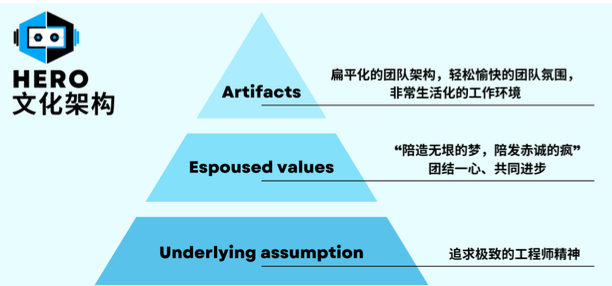 HERO
文化架构
Artifacts
扁平化的团队架构，轻松愉快的团队氛围，
非常生活化的工作环境
Espoused values
“陪造无垠的梦，陪发赤诚的疯”
团结一心、共同进步
Underlying assumption
追求极致的工程师精神